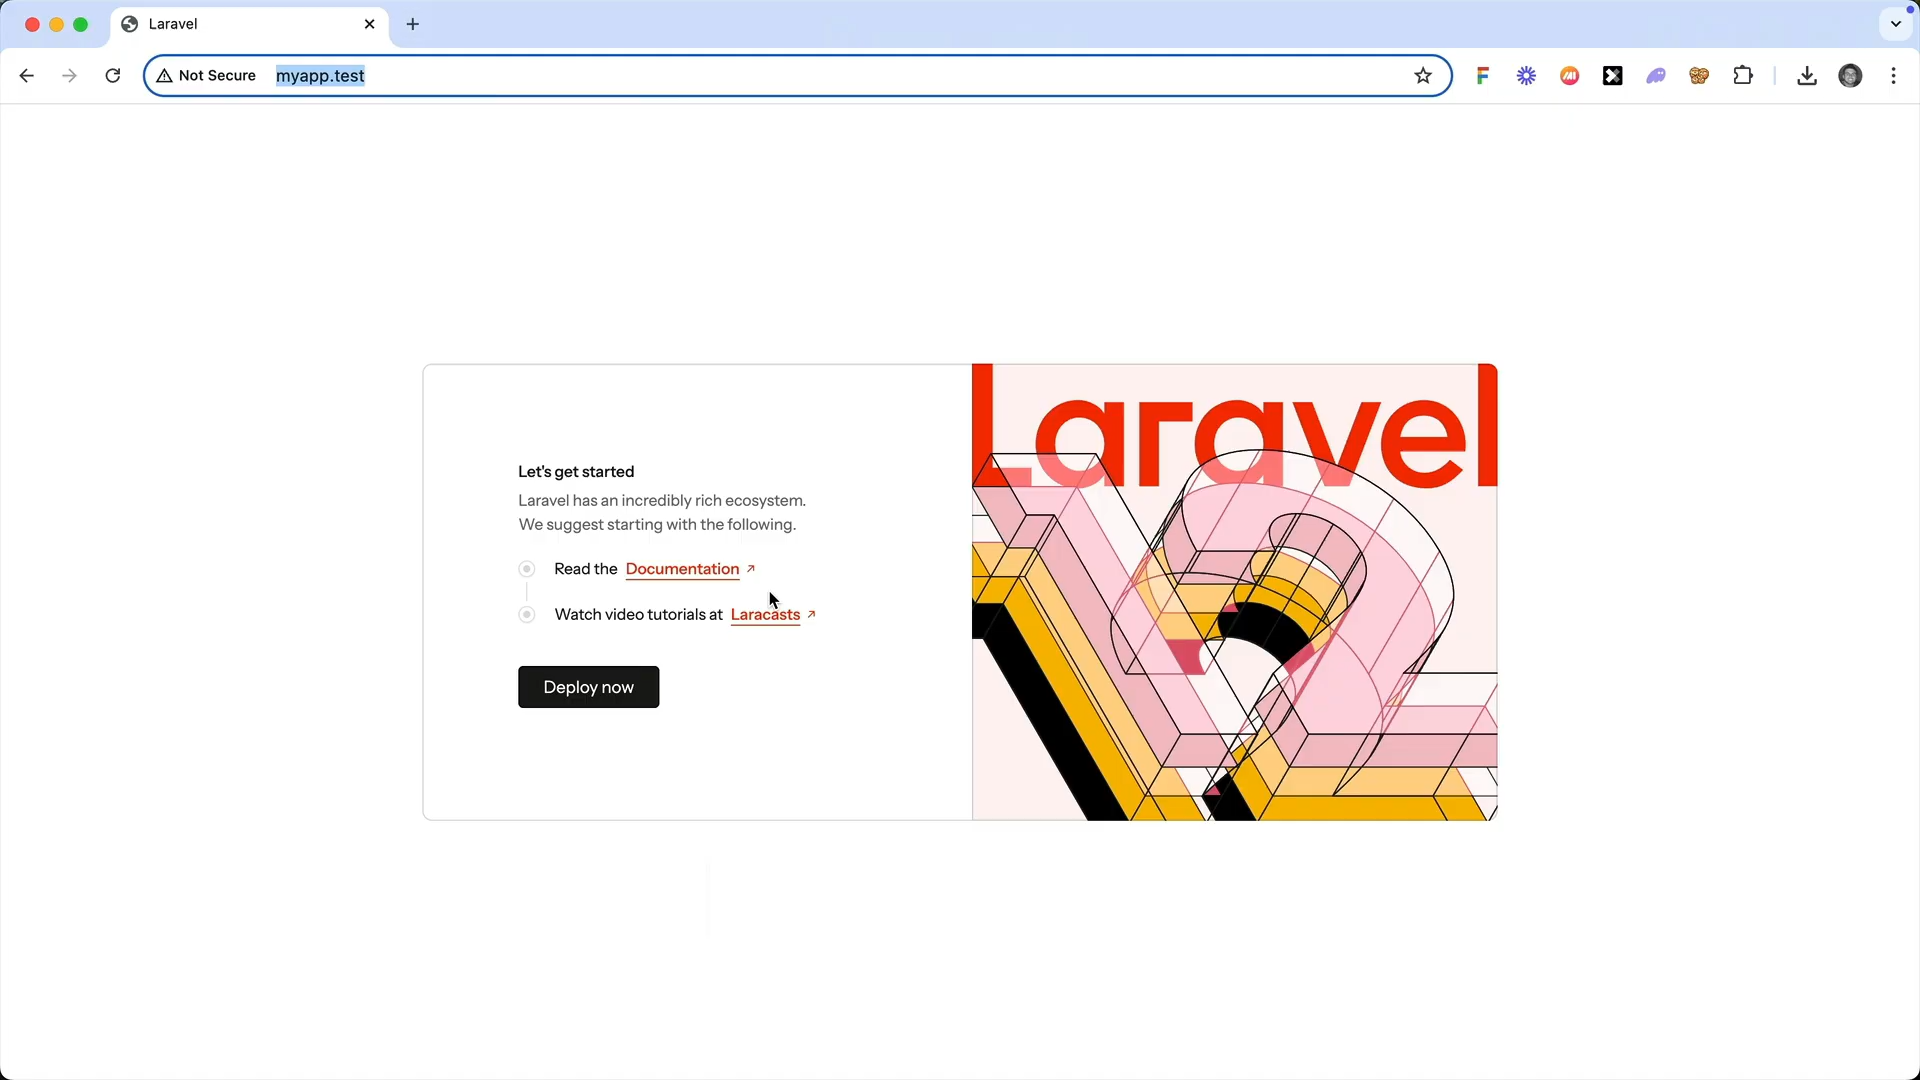 Laravel
Not Secure
myapp.test
Let's get started
Laravel has an incredibly rich ecosystem.
We suggest starting with the following.
Read the Documentation
Watch video tutorials at Laracasts
Deploy now
Laravel